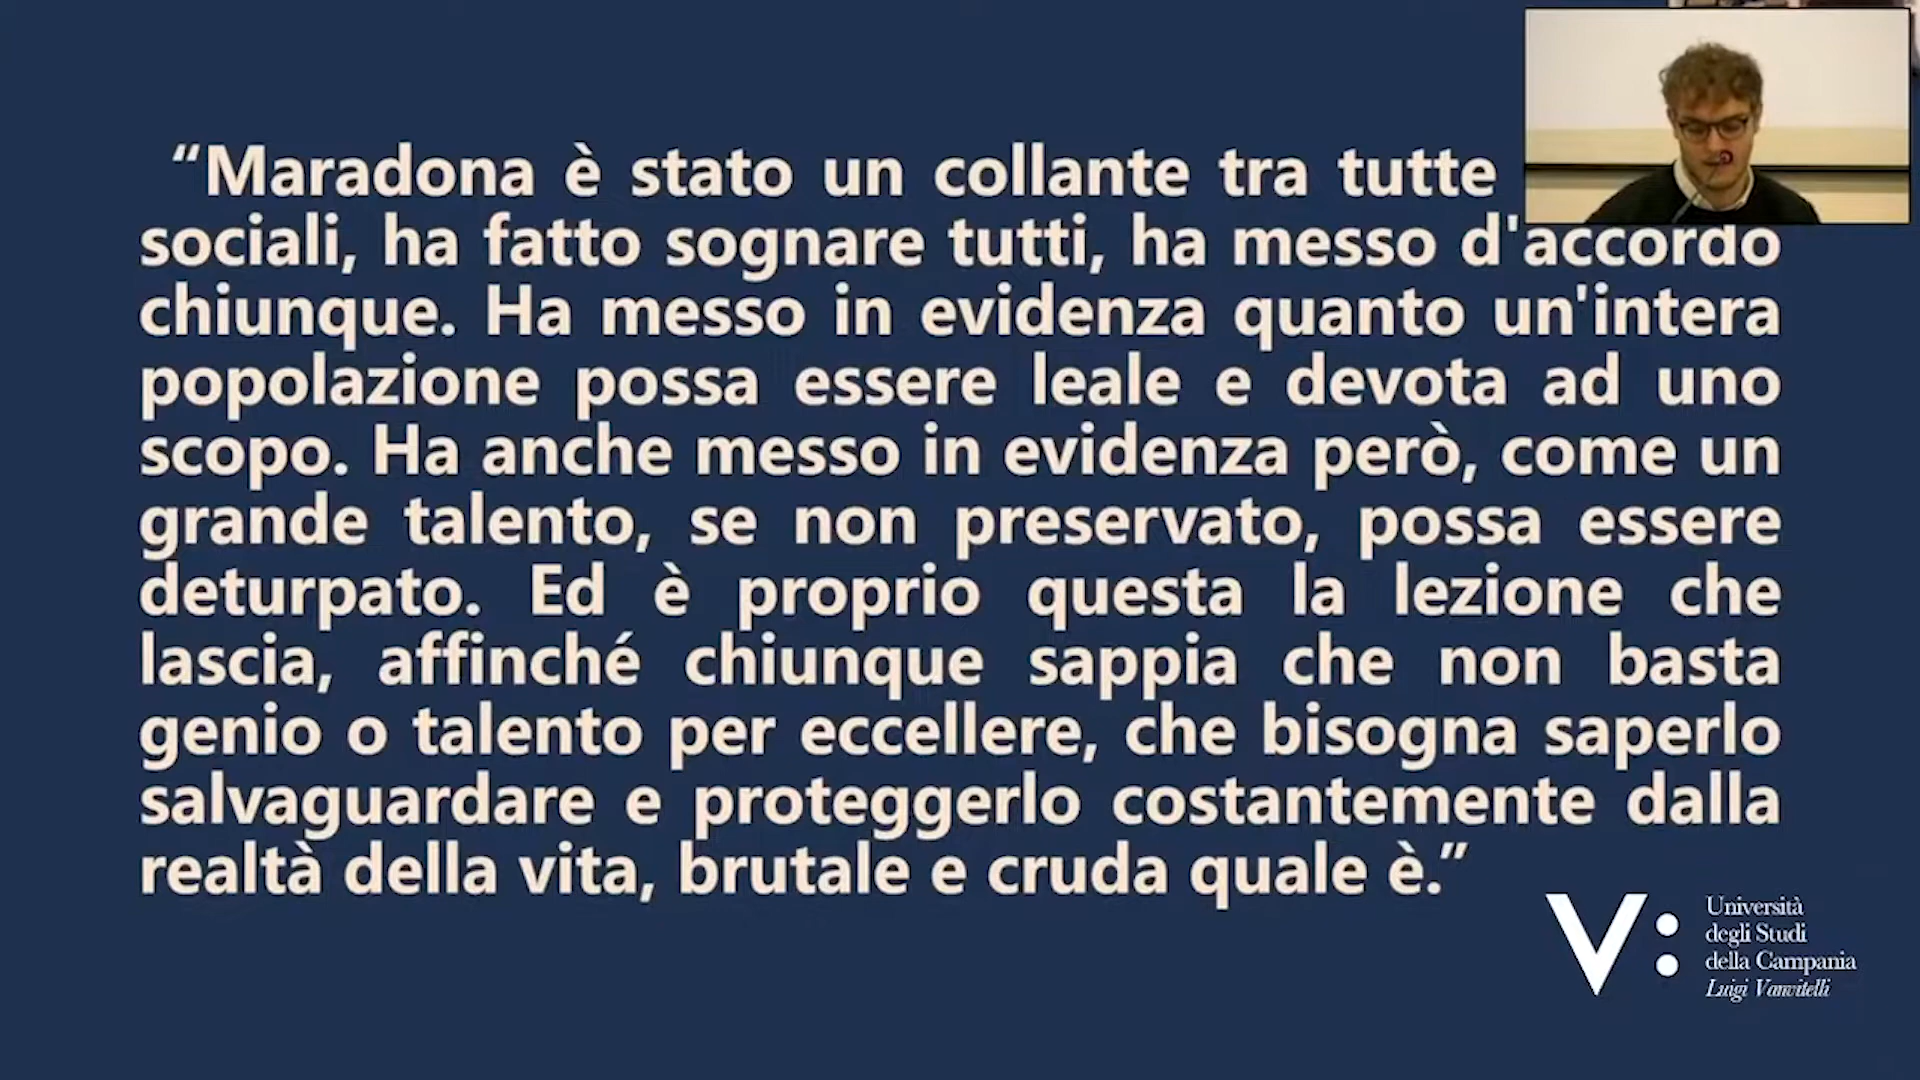 “Maradona è stato un collante tra tutte
sociali, ha fatto sognare tutti, ha messo d'accordo
chiunque. Ha messo in evidenza quanto un'intera
popolazione possa essere leale e devota ad uno
scopo. Ha anche messo in evidenza però, come un
grande talento, se non preservato, possa essere
deturpato. Ed è proprio questa la lezione che
lascia, affinché chiunque sappia che non basta
genio o talento per eccellere, che bisogna saperlo
salvaguardare e proteggerlo costantemente dalla
realtà della vita, brutale e cruda quale è.”
V:
Università
degli Studi
della Campania
Luigi Vanvitelli